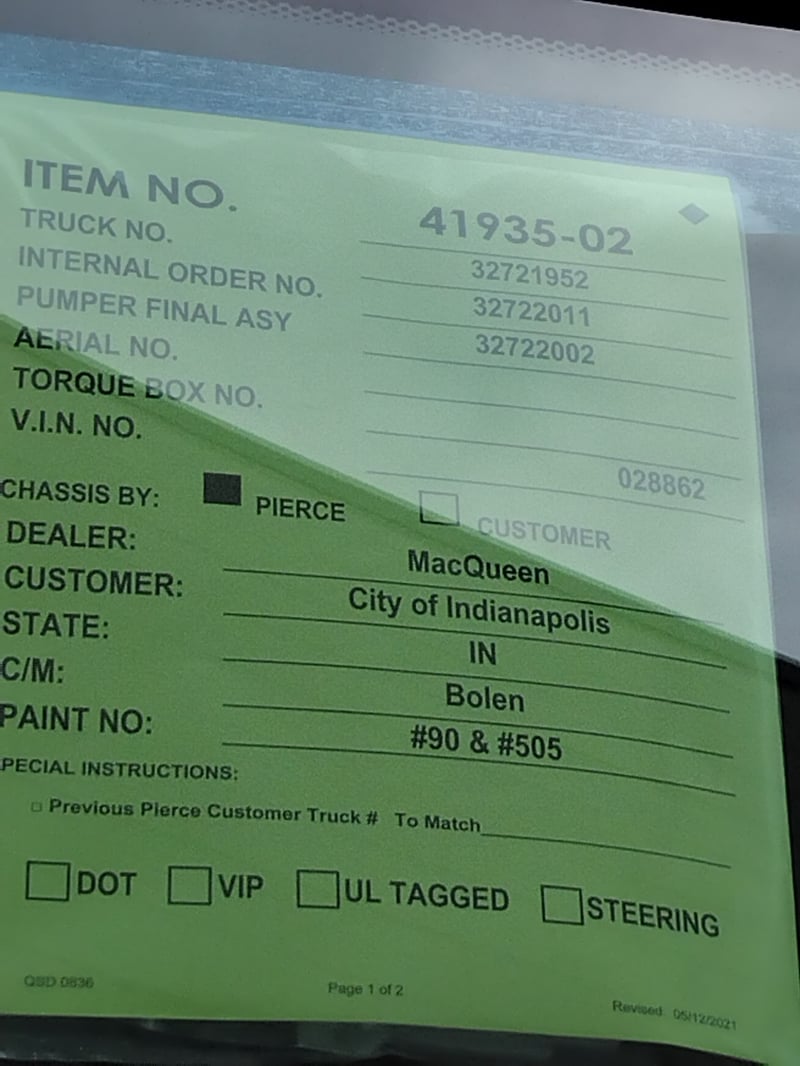 ITEM NO. 41935-02
TRUCK NO. 32721952
INTERNAL ORDER NO. 32722011
PUMPER FINAL ASY 32722002
AERIAL NO.
TORQUE BOX NO.
V.I.N. NO. 028862
CHASSIS BY: PIERCE CUSTOMER
DEALER: MacQueen
CUSTOMER: City of Indianapolis
STATE: IN
C/M: Bolen
PAINT NO: #90 & #505
PECIAL INSTRUCTIONS:
Previous Pierce Customer Truck # To Match
DOT VIP UL TAGGED STEERING
QSD 0836 Page 1 of 2 Revised: 05/12/2021